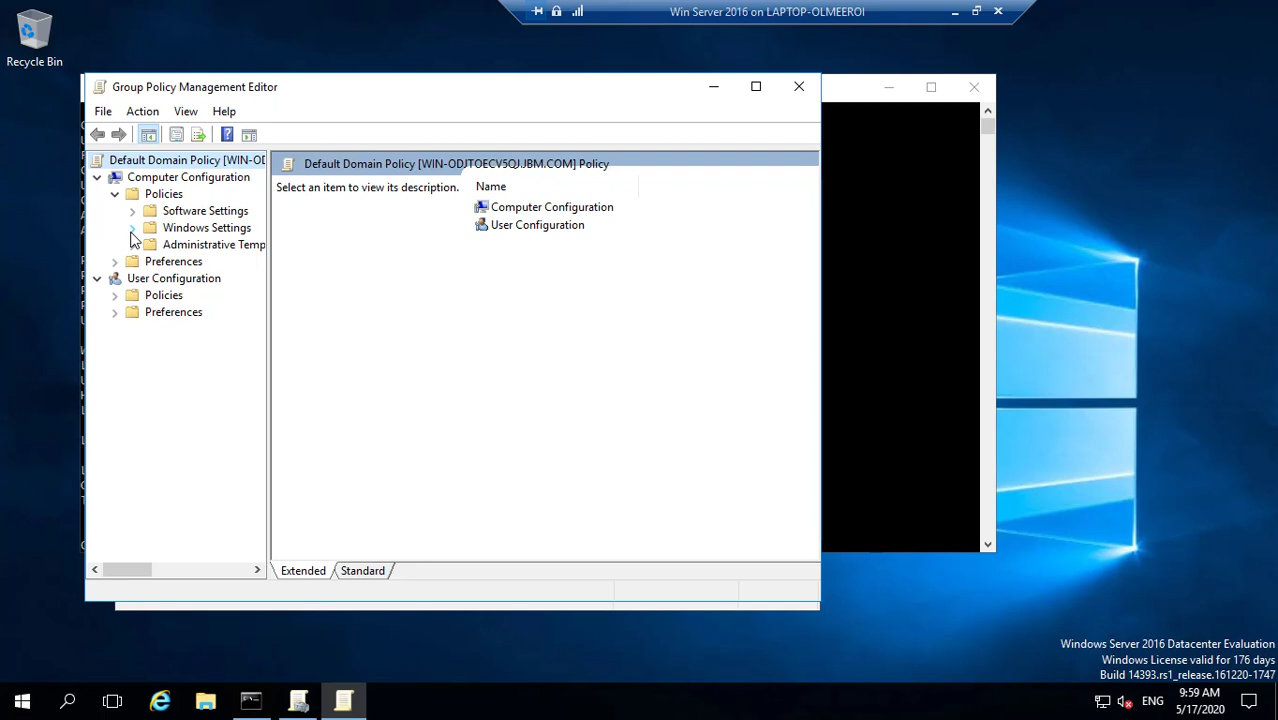 Win Server 2016 on LAPTOP-OLMEEROI
Recycle Bin
Group Policy Management Editor
File Action View Help
Default Domain Policy [WIN-OD
Computer Configuration
Policies
Software Settings
Windows Settings
Administrative Temp
Preferences
User Configuration
Policies
Preferences
Default Domain Policy [WIN-ODJTOECV5QJ.JBM.COM] Policy
Select an item to view its description.
Name
Computer Configuration
User Configuration
Extended Standard
Windows Server 2016 Datacenter Evaluation
Windows License valid for 176 days
Build 14393.rs1_release.161220-1747
ENG
9:59 AM
5/17/2020